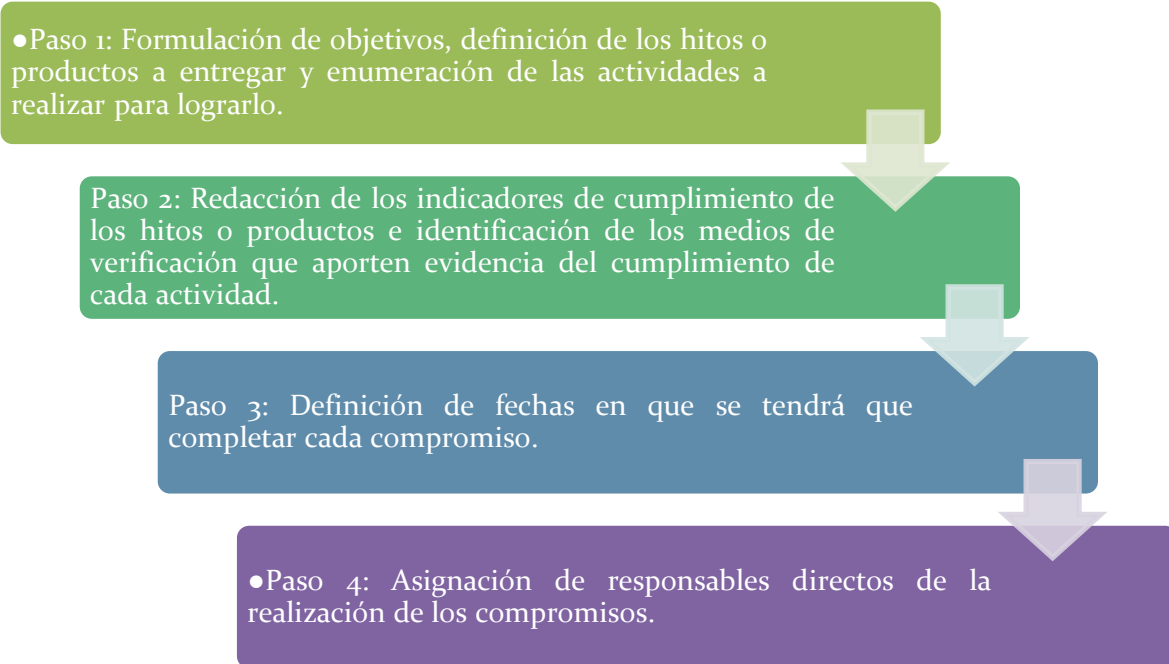 ●Paso 1: Formulación de objetivos, definición de los hitos o
productos a entregar y enumeración de las actividades a
realizar para lograrlo.
Paso 2: Redacción de los indicadores de cumplimiento de
los hitos o productos e identificación de los medios de
verificación que aporten evidencia del cumplimiento de
cada actividad.
Paso 3: Definición de fechas en que se tendrá que
completar cada compromiso.
●Paso 4: Asignación de responsables directos de la
realización de los compromisos.